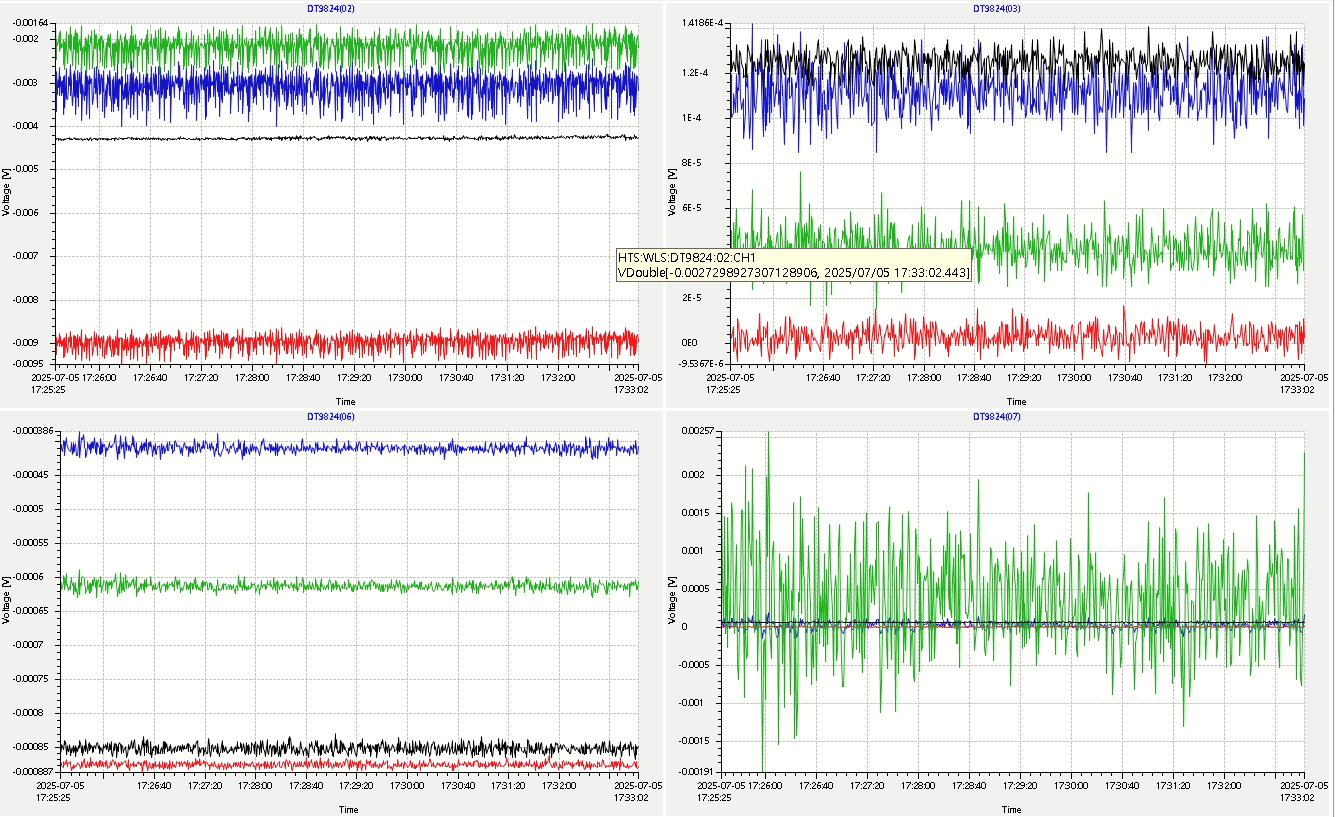 DT9824(02)
-0.00164
-0.002
-0.003
-0.004
-0.005
-0.006
-0.007
-0.008
-0.009
-0.0095
Voltage [V]
2025-07-05 17:26:00 17:26:40 17:27:20 17:28:00 17:28:40 17:29:20 17:30:00 17:30:40 17:31:20 17:32:00 2025-07-05
17:25:25 17:33:02
Time
DT9824(03)
1.4186E-4
1.2E-4
1E-4
8E-5
6E-5
2E-5
0E0
-9.5367E-6
Voltage [V]
2025-07-05 17:26:40 17:27:20 17:28:00 17:28:40 17:29:20 17:30:00 17:30:40 17:31:20 17:32:00 2025-07-05
17:25:25 17:33:02
Time
HTS:WLS:DT9824:02:CH1
VDouble[-0.0027298927307128906, 2025/07/05 17:33:02.443]
DT9824(06)
-0.000386
-0.00045
-0.0005
-0.00055
-0.0006
-0.00065
-0.0007
-0.00075
-0.0008
-0.00085
-0.000887
Voltage [V]
2025-07-05 17:26:40 17:27:20 17:28:00 17:28:40 17:29:20 17:30:00 17:30:40 17:31:20 17:32:00 2025-07-05
17:25:25 17:33:02
Time
DT9824(07)
0.00257
0.002
0.0015
0.001
0.0005
0
-0.0005
-0.001
-0.0015
-0.00191
Voltage [V]
2025-07-05 17:26:00 17:26:40 17:27:20 17:28:00 17:28:40 17:29:20 17:30:00 17:30:40 17:31:20 17:32:00 2025-07-05
17:25:25 17:33:02
Time